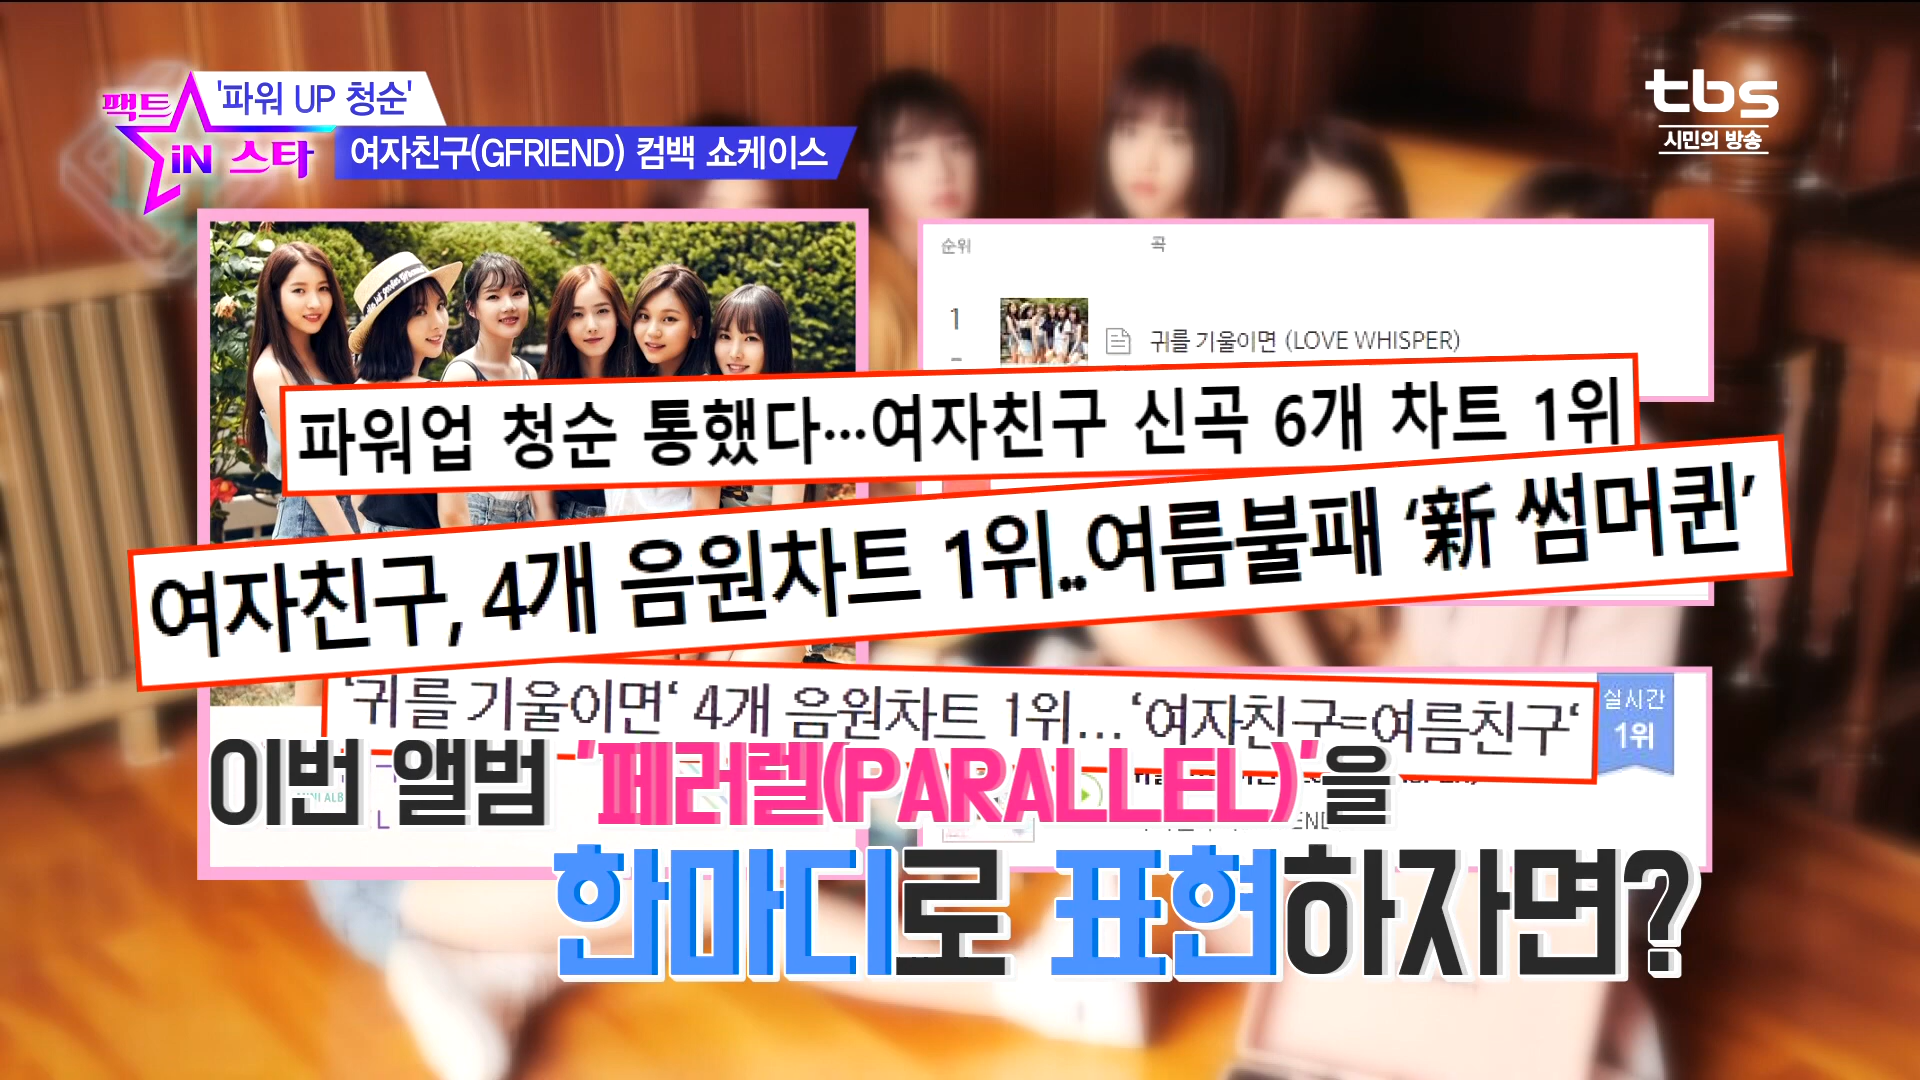 '파워 UP 청순'
팩트 iN 스타
여자친구(GFRIEND) 컴백 쇼케이스
tbs
시민의 방송
순위 곡
1 귀를 기울이면 (LOVE WHISPER)
파워업 청순 통했다…여자친구 신곡 6개 차트 1위
여자친구, 4개 음원차트 1위..여름불패 ‘新 썸머퀸’
‘귀를 기울이면‘ 4개 음원차트 1위... ‘여자친구=여름친구‘
실시간
1위
이번 앨범 '페러렐(PARALLEL)'을
한마디로 표현하자면?